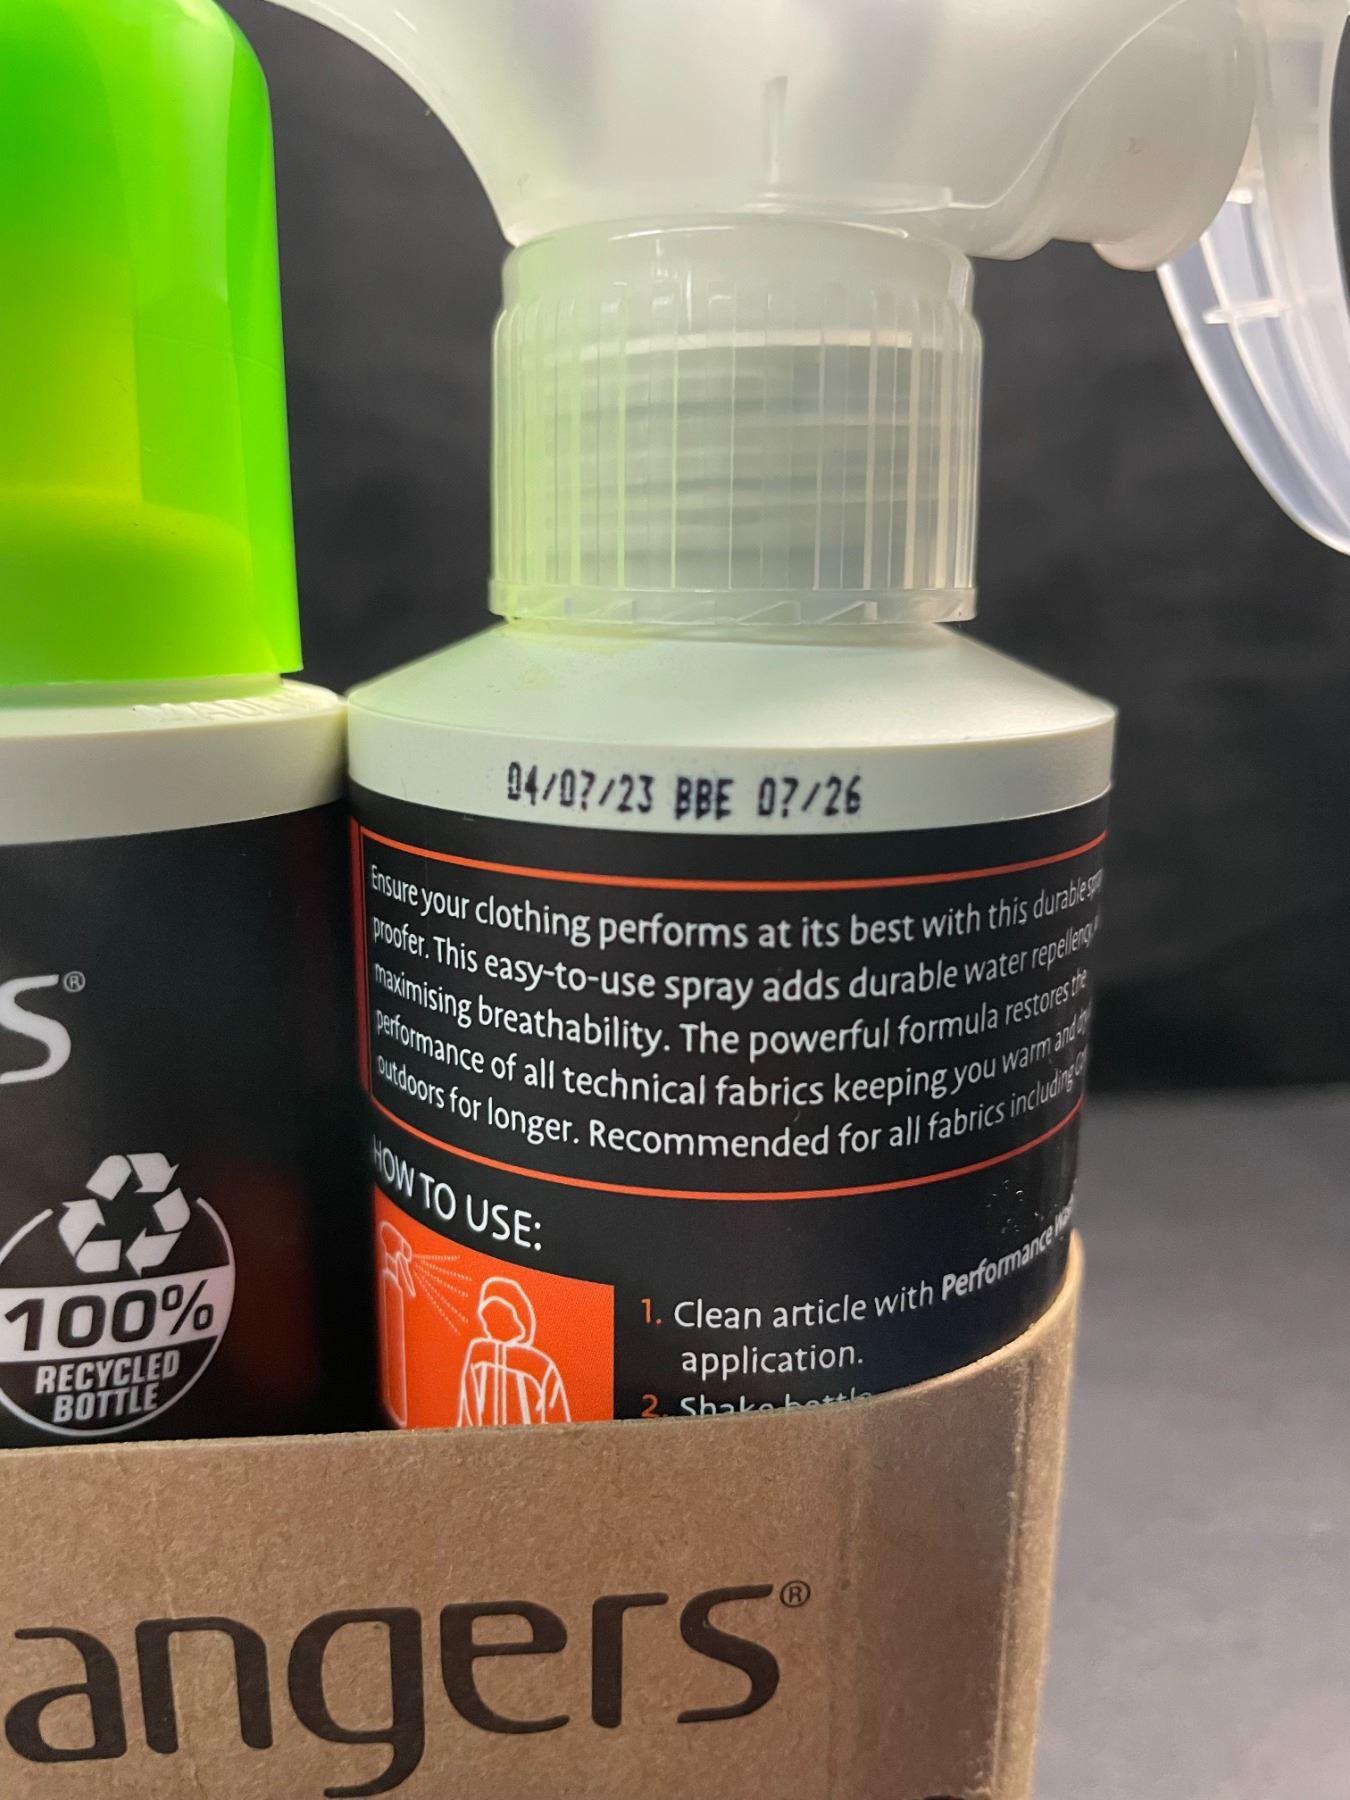 04/07/23 BBE 07/26
Ensure your clothing performs at its best with this durable
proofer. This easy-to-use spray adds durable water repellency,
maximising breathability. The powerful formula restores the
performance of all technical fabrics keeping you warm and
outdoors for longer. Recommended for all fabrics including
HOW TO USE:
1. Clean article with Performance
application.
2. Shake bottle
s®
100%
RECYCLED
BOTTLE
angers®